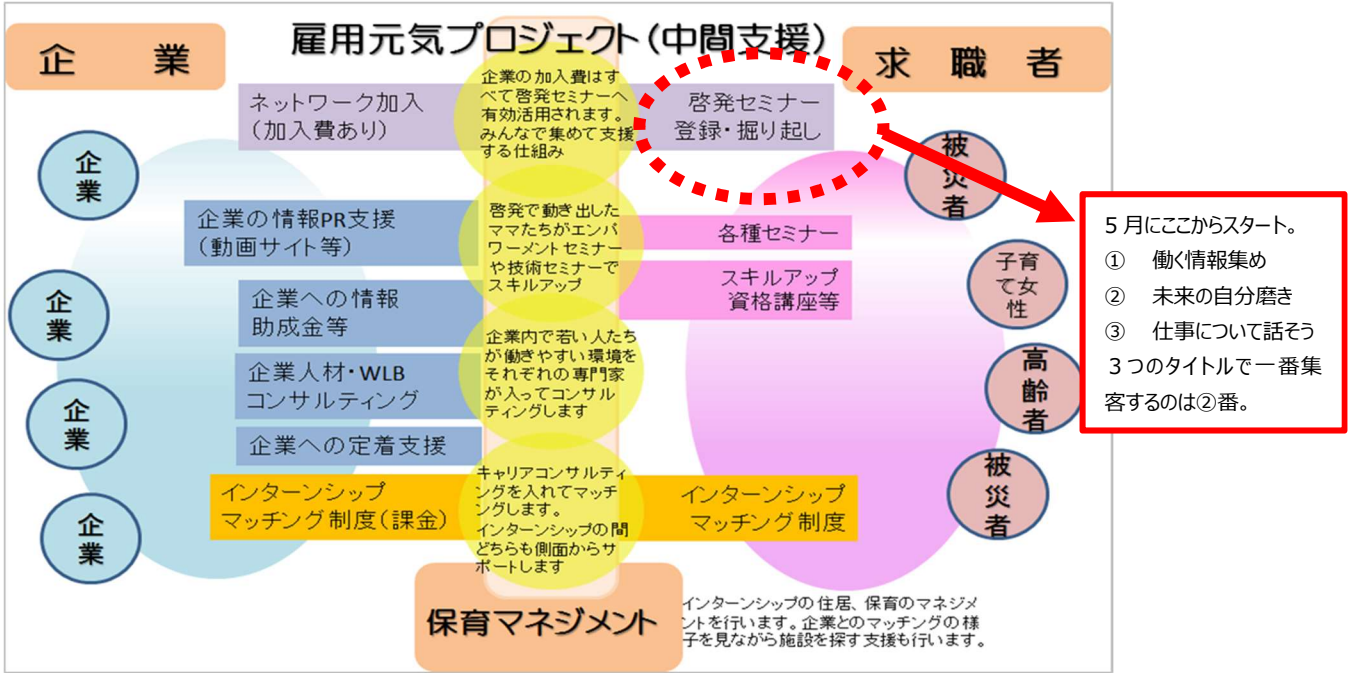 雇用元気プロジェクト(中間支援)
企　業
求　職　者
ネットワーク加入
(加入費あり)
企業の加入費はす
べて啓発セミナーへ
有効活用されます。
みんなで集めて支援
する仕組み
啓発セミナー
登録・掘り起し
企業
企業
企業
企業
企業の情報PR支援
(動画サイト等)
企業への情報
助成金等
企業人材・WLB
コンサルティング
企業への定着支援
インターンシップ
マッチング制度(課金)
啓発で動き出した
ママたちがエンパ
ワーメントセミナー
や技術セミナーで
スキルアップ
企業内で若い人たち
が働きやすい環境を
それぞれの専門家
が入ってコンサル
ティングします
キャリアコンサルティ
ングを入れてマッチ
ングします。
インターンシップの間
どちらも側面からサ
ポートします
各種セミナー
スキルアップ
資格講座等
インターンシップ
マッチング制度
被災者
子育
て女
性
高齢者
被災者
5月にここからスタート。
①　働く情報集め
②　未来の自分磨き
③　仕事について話そう
3つのタイトルで一番集
客するのは②番。
保育マネジメント
インターンシップの住居、保育のマネジメ
ントを行います。企業とのマッチングの様
子を見ながら施設を探す支援も行います。